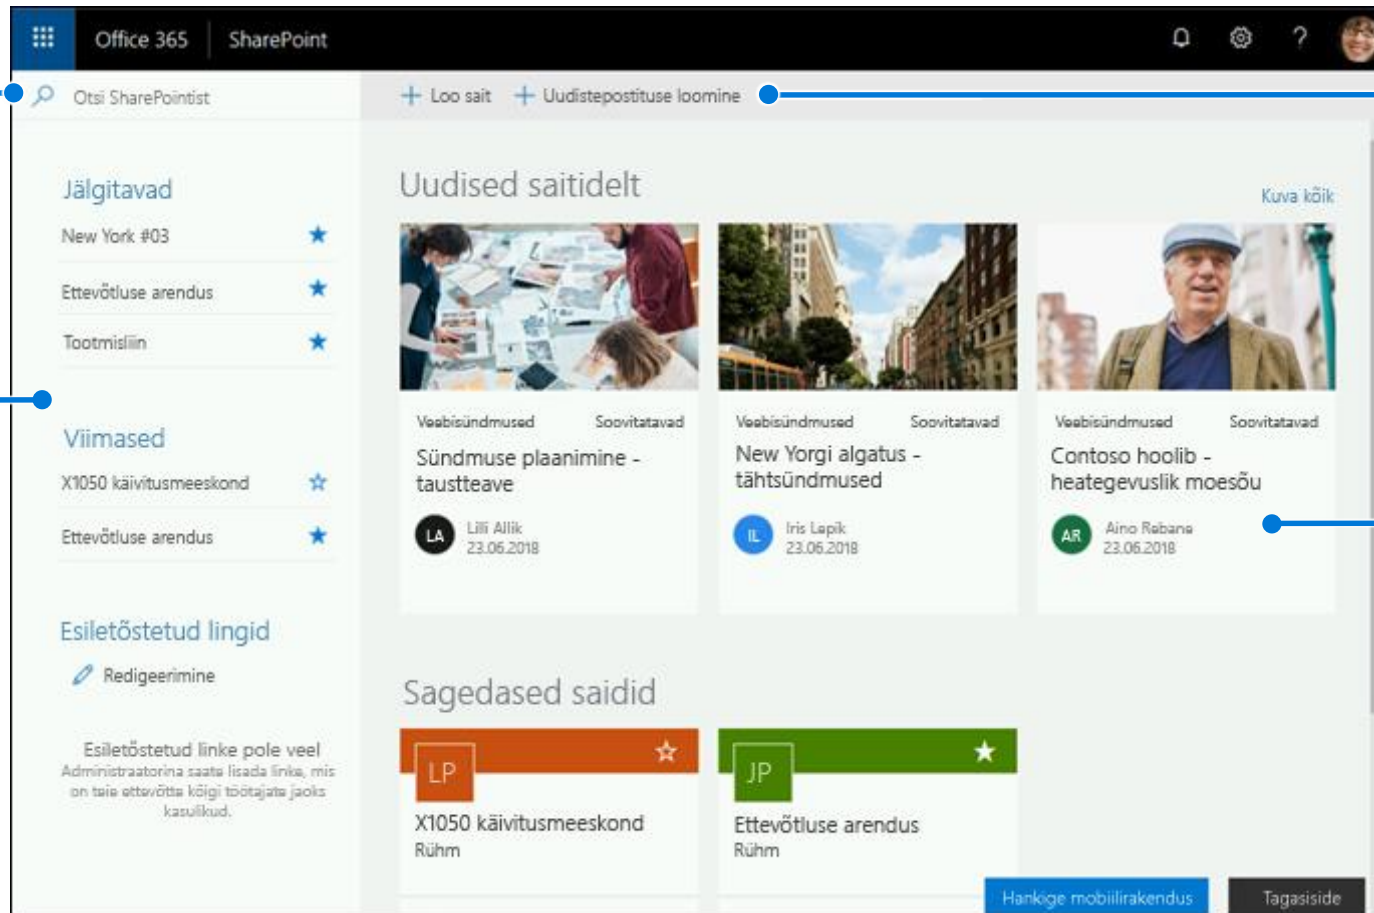 Office 365 SharePoint
Otsi SharePointist
Loo sait Uudistepostituse loomine
Jälgitavad
New York #03
Ettevõtluse arendus
Tootmisliin
Viimased
X1050 käivitusmeeskond
Ettevõtluse arendus
Esiletõstetud lingid
Redigeerimine
Esiletõstetud linke pole veel
Administraatorina saate lisada linke, mis
on teie ettevõtte kõigi töötajate jaoks
kasulikud.
Uudised saitidelt
Kuva kõik
Veebisündmused Soovitatavad
Sündmuse plaanimine -
taustteave
LA Lilli Allik
23.06.2018
Veebisündmused Soovitatavad
New Yorgi algatus -
tähtsündmused
IL Iris Lepik
23.06.2018
Veebisündmused Soovitatavad
Contoso hoolib -
heategevuslik moesõu
AR Aino Rebane
23.06.2018
Sagedased saidid
LP
X1050 käivitusmeeskond
Rühm
JP
Ettevõtluse arendus
Rühm
Hankige mobiilirakendus Tagasiside